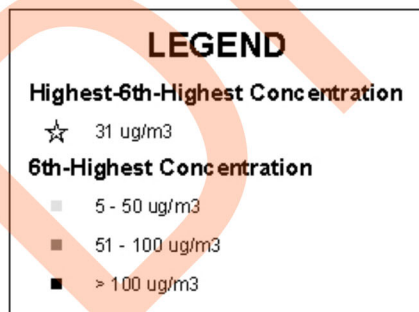 LEGEND
Highest-6th-Highest Concentration
31 ug/m3
6th-Highest Concentration
5 - 50 ug/m3
51 - 100 ug/m3
> 100 ug/m3